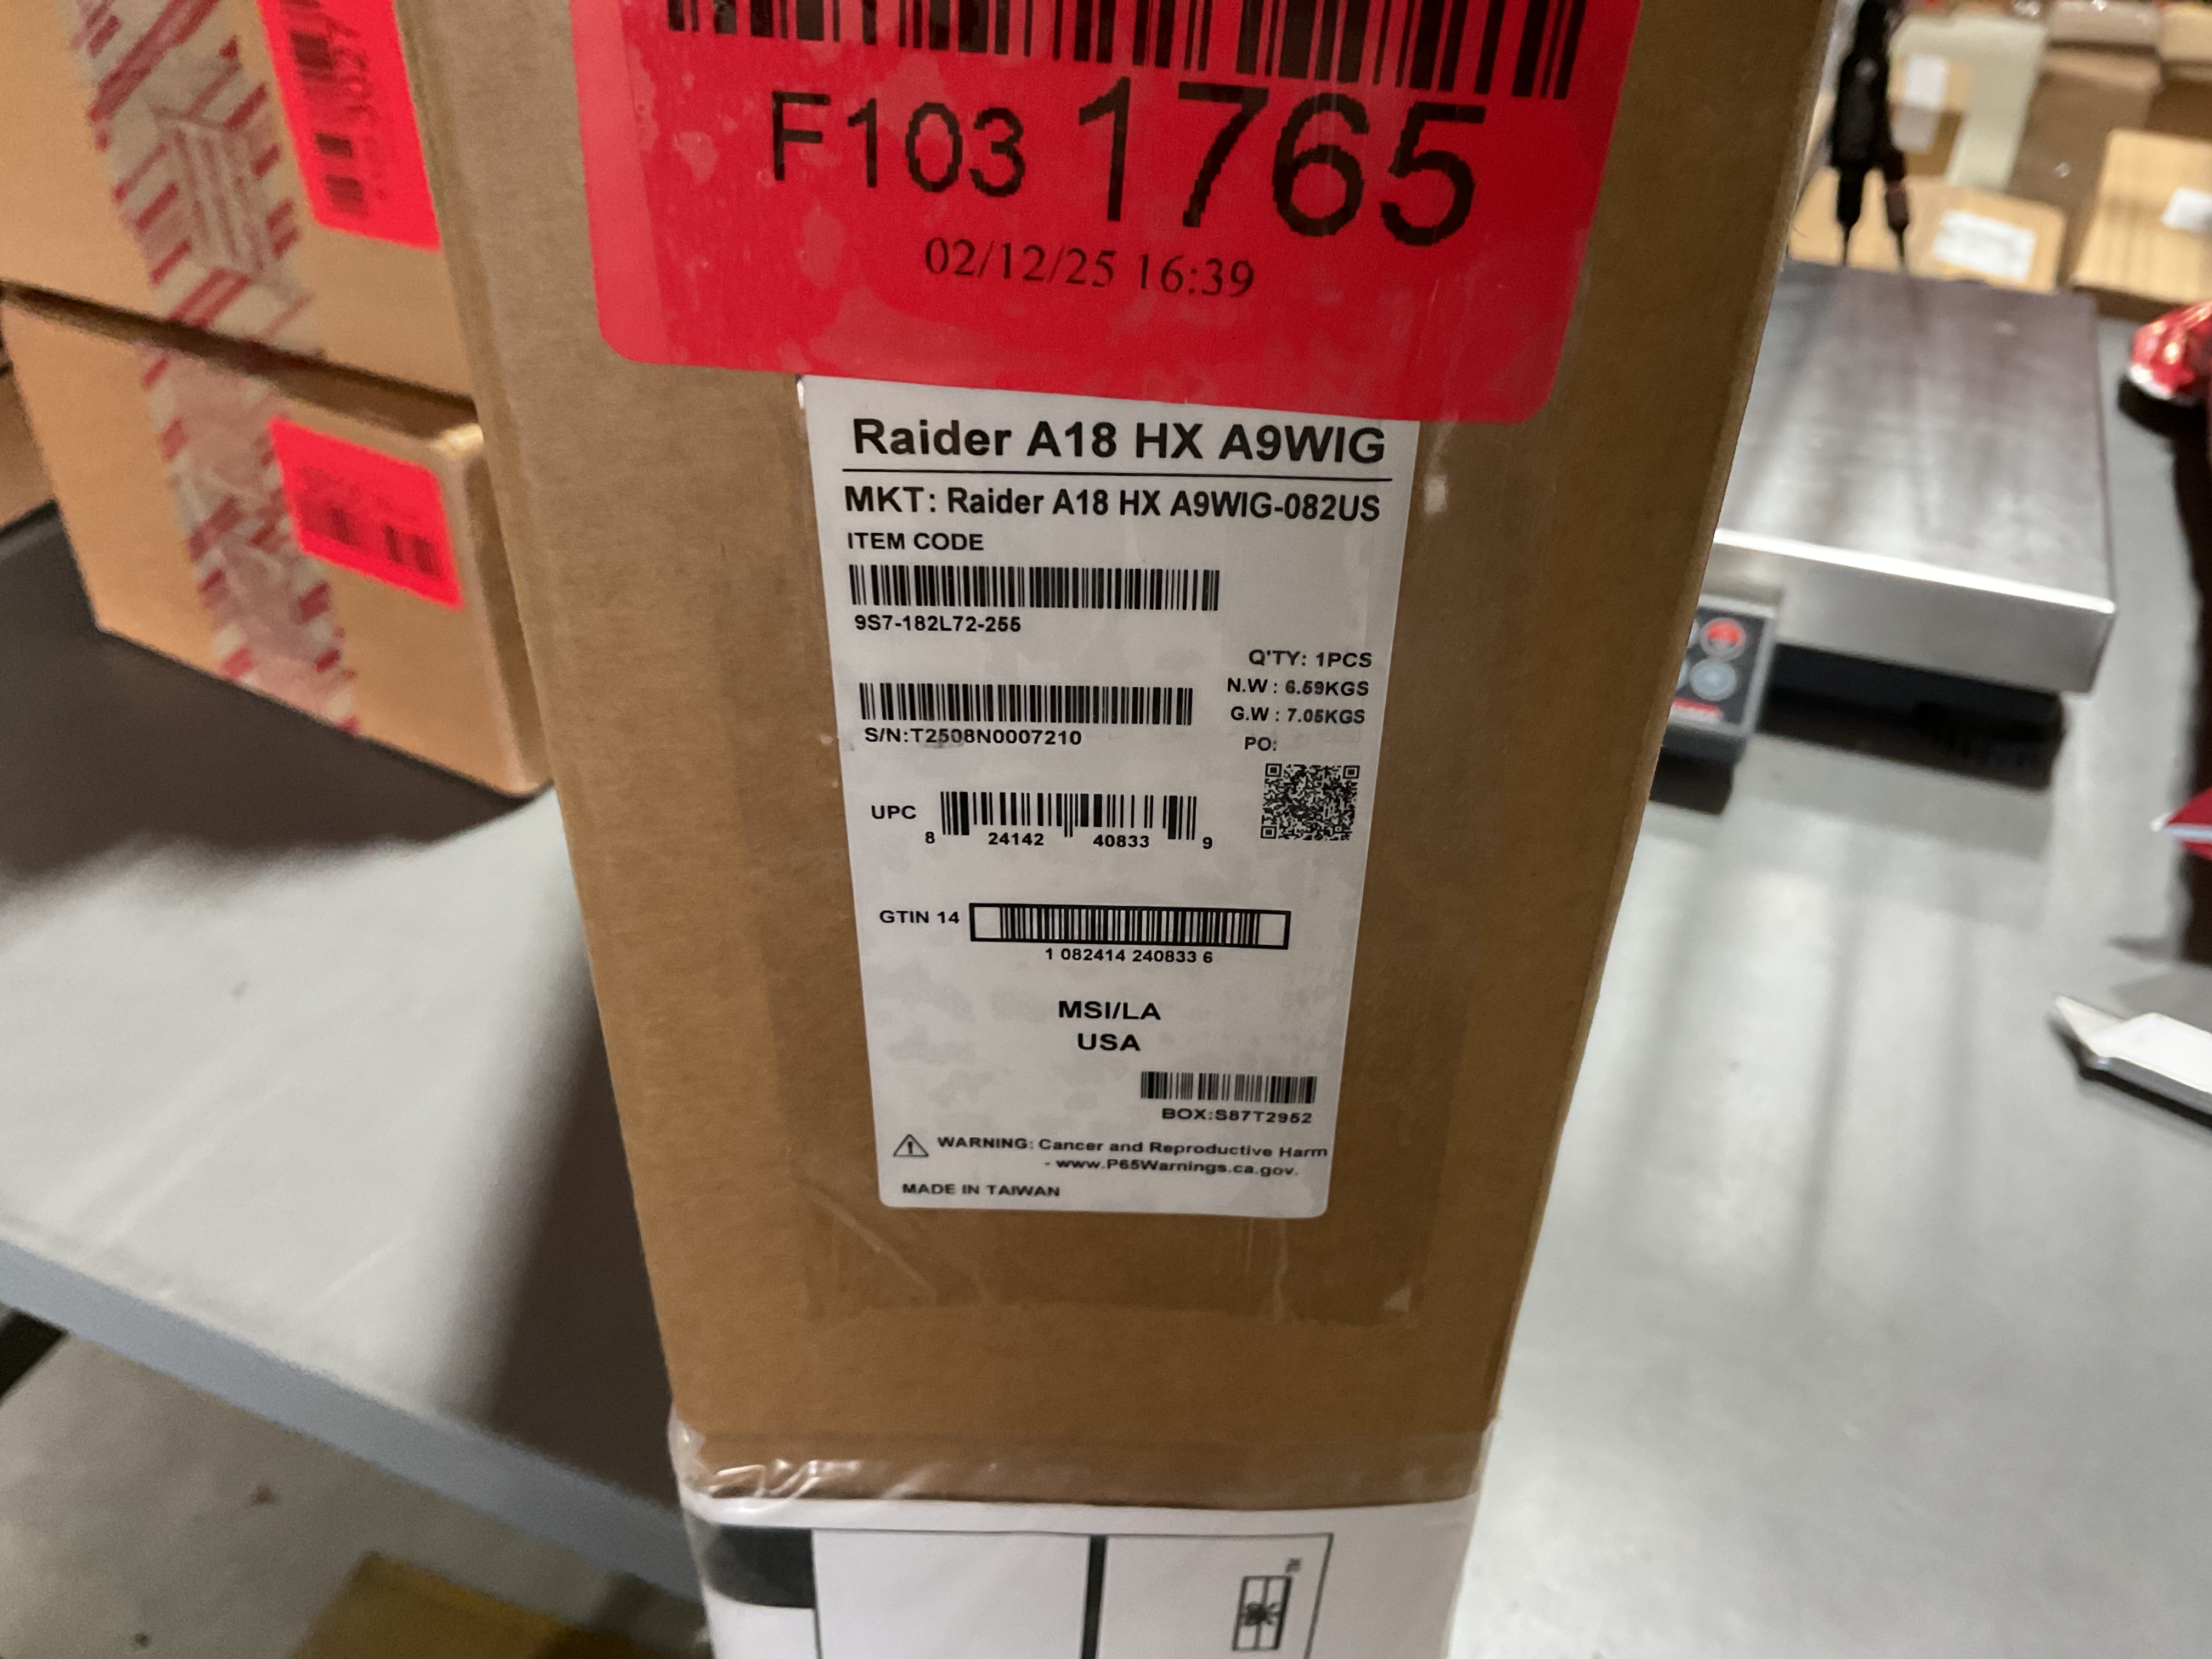 F103 1765
02/12/25 16:39
Raider A18 HX A9WIG
MKT: Raider A18 HX A9WIG-082US
ITEM CODE
9S7-182L72-255
Q'TY: 1PCS
N.W : 6.59KGS
G.W : 7.05KGS
PO:
S/N:T2508N0007210
UPC
8 24142 40833 9
GTIN 14
1 082414 240833 6
MSI/LA
USA
BOX:S87T2952
WARNING: Cancer and Reproductive Harm
- www.P65Warnings.ca.gov.
MADE IN TAIWAN